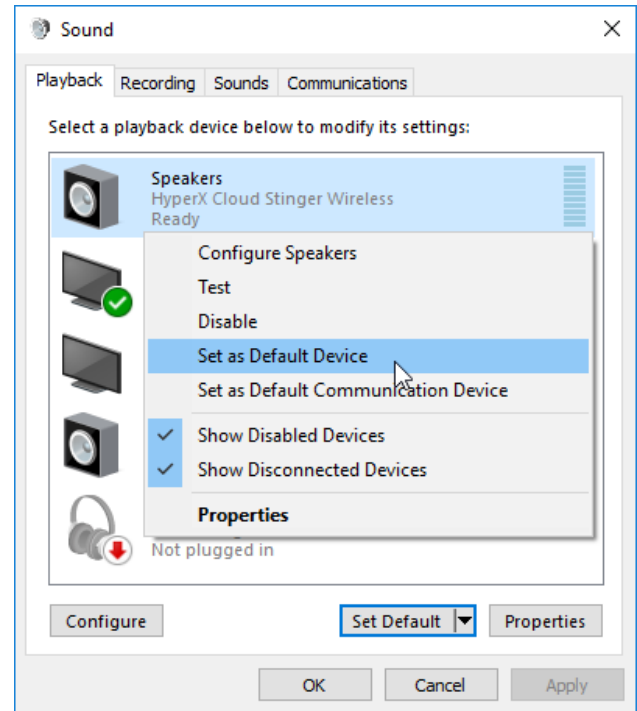 Sound
Playback Recording Sounds Communications
Select a playback device below to modify its settings:
Speakers
HyperX Cloud Stinger Wireless
Ready
Configure Speakers
Test
Disable
Set as Default Device
Set as Default Communication Device
Show Disabled Devices
Show Disconnected Devices
Properties
Not plugged in
Configure Set Default Properties
OK Cancel Apply